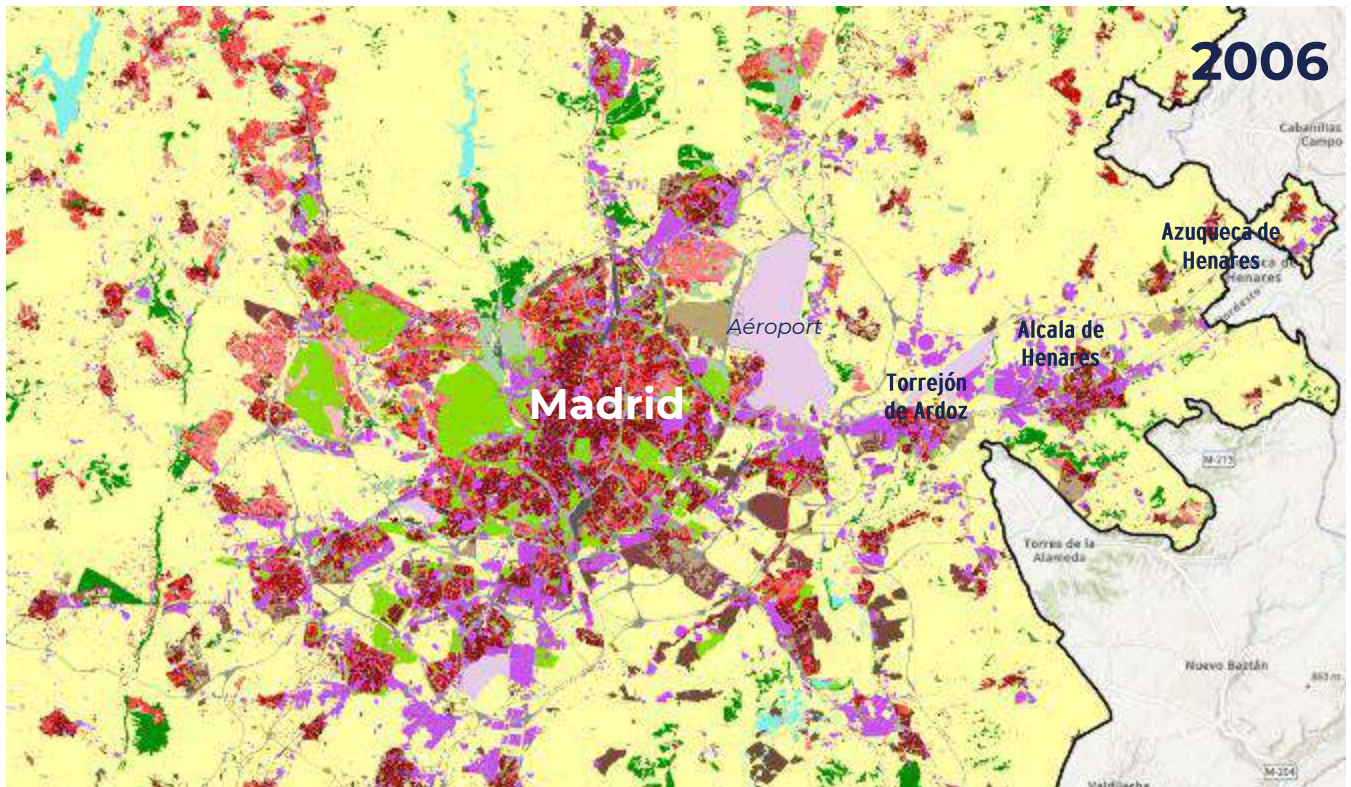 2006
Cabanillas
Campo
Azuqueca de
Henares
Henares
Aéroport
Alcala de
Henares
Torrejón
de Ardoz
Madrid
M-213
Torres de la
Alameda
Nuevo Baztán
M-204